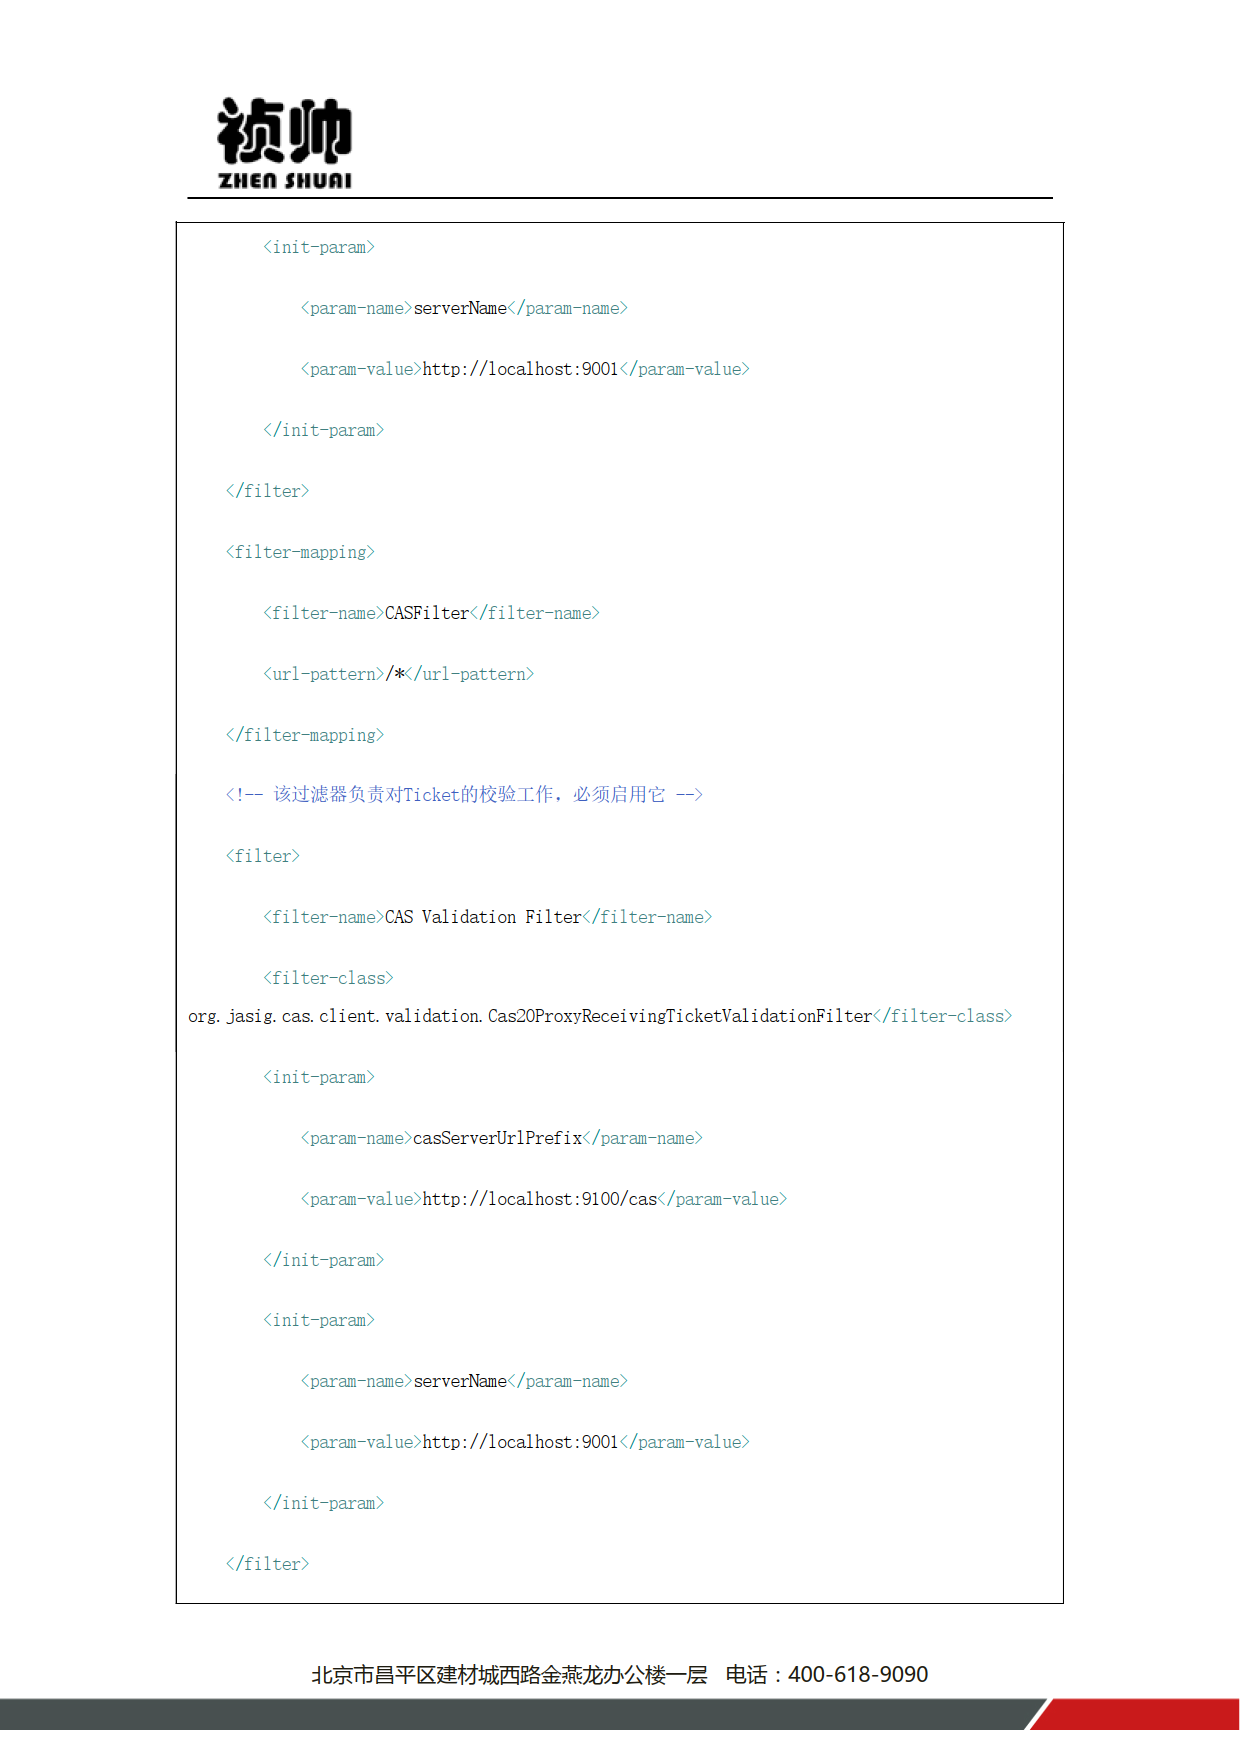 祯帅
ZHEN SHUAI
<init-param>
<param-name>serverName</param-name>
<param-value>http://localhost:9001</param-value>
</init-param>
</filter>
<filter-mapping>
<filter-name>CASFilter</filter-name>
<url-pattern>/*</url-pattern>
</filter-mapping>
<!-- 该过滤器负责对Ticket的校验工作，必须启用它 -->
<filter>
<filter-name>CAS Validation Filter</filter-name>
<filter-class>
org.jasig.cas.client.validation.Cas20ProxyReceivingTicketValidationFilter</filter-class>
<init-param>
<param-name>casServerUrlPrefix</param-name>
<param-value>http://localhost:9100/cas</param-value>
</init-param>
<init-param>
<param-name>serverName</param-name>
<param-value>http://localhost:9001</param-value>
</init-param>
</filter>
北京市昌平区建材城西路金燕龙办公楼一层 电话：400-618-9090